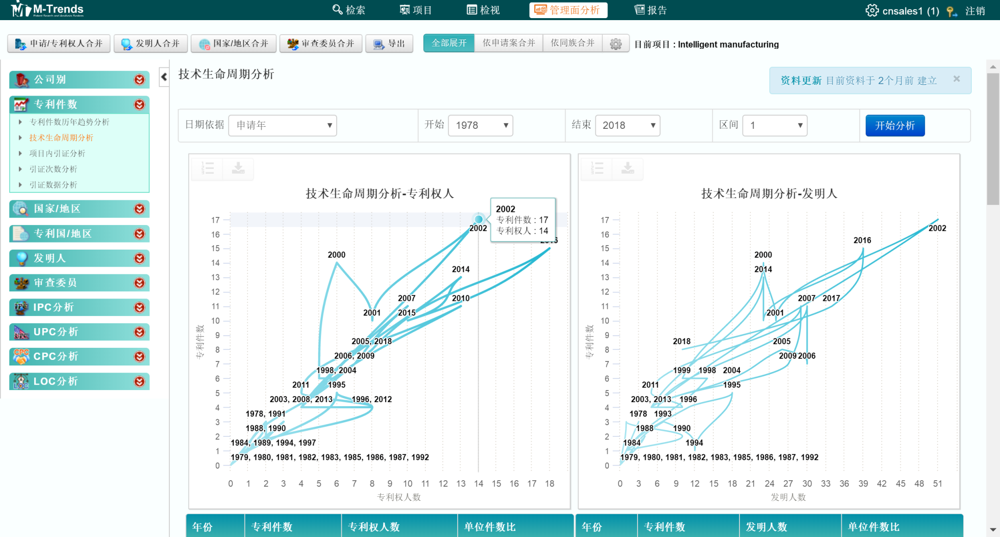 M-Trends
Patent Search and Analysis System
检索
项目
检视
管理面分析
报告
cnsales1 (1)
注销
申请/专利权人合并
发明人合并
国家/地区合并
审查委员合并
导出
全部展开
依申请案合并
依同族合并
目前项目 : Intelligent manufacturing
公司别
专利件数
专利件数历年趋势分析
技术生命周期分析
项目内引证分析
引证次数分析
引证数据分析
国家/地区
专利国/地区
发明人
审查委员
IPC分析
UPC分析
CPC分析
LOC分析
技术生命周期分析
资料更新 目前资料于 2个月前 建立 ×
日期依据 申请年
开始 1978
结束 2018
区间 1
开始分析
技术生命周期分析-专利权人
2002
专利件数 : 17
专利权人 : 14
17
16
15
14
13
12
11
10
9
8
7
6
5
4
3
2
1
0
专利件数
2002
2000
2014
2007
2010
2001
2015
2005, 2018
2006, 2009
1998, 2004
2011
1995
2003, 2008, 2013
1996, 2012
1978, 1991
1988, 1990
1984, 1989, 1994, 1997
1979, 1980, 1981, 1982, 1983, 1985, 1986, 1987, 1992
0 1 2 3 4 5 6 7 8 9 10 11 12 13 14 15 16 17 18
专利权人数
技术生命周期分析-发明人
17
16
15
14
13
12
11
10
9
8
7
6
5
4
3
2
1
0
专利件数
2002
2016
2000
2014
2007
2017
2001
2018
2005
2009
2006
1999
1998
2004
2011
1995
2003, 2013
1996
1978
1993
1988
1990
1984
1994
1979, 1980, 1981, 1982, 1983, 1985, 1986, 1987, 1992
0 3 6 9 12 15 18 21 24 27 30 33 36 39 42 45 48 51
发明人数
年份 专利件数 专利权人数 单位件数比
年份 专利件数 发明人数 单位件数比